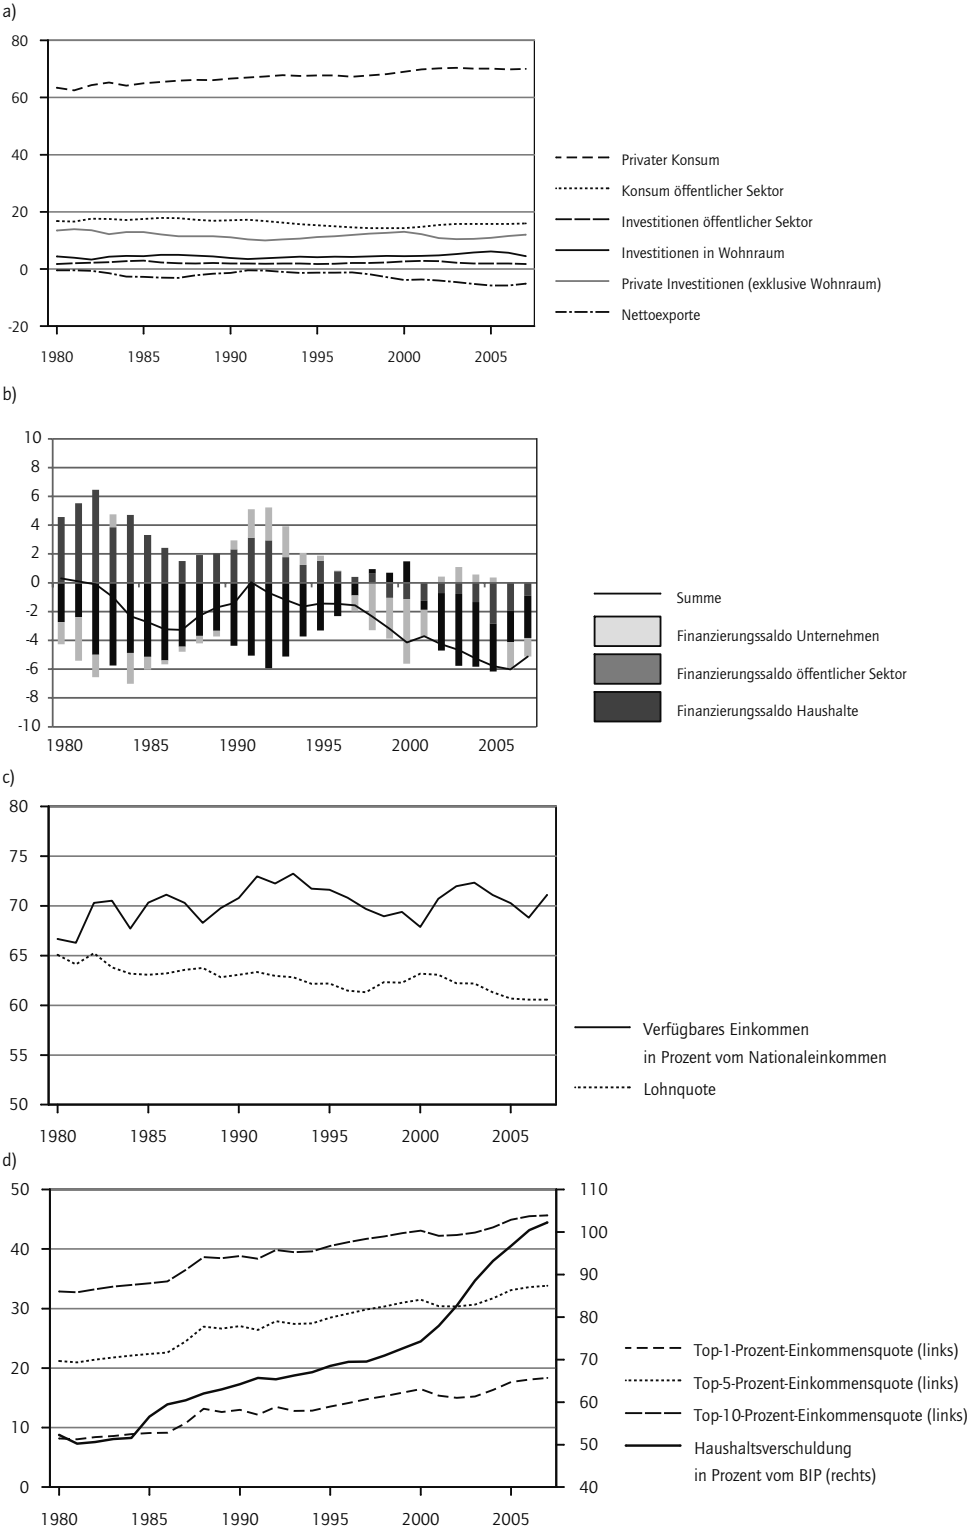 a)
80
60
40
20
0
-20
1980 1985 1990 1995 2000 2005
Privater Konsum
Konsum öffentlicher Sektor
Investitionen öffentlicher Sektor
Investitionen in Wohnraum
Private Investitionen (exklusive Wohnraum)
Nettoexporte
b)
10
8
6
4
2
0
-2
-4
-6
-8
-10
1980 1985 1990 1995 2000 2005
Summe
Finanzierungssaldo Unternehmen
Finanzierungssaldo öffentlicher Sektor
Finanzierungssaldo Haushalte
c)
80
75
70
65
60
55
50
1980 1985 1990 1995 2000 2005
Verfügbares Einkommen
in Prozent vom Nationaleinkommen
Lohnquote
d)
50
40
30
20
10
0
110
100
90
80
70
60
50
40
1980 1985 1990 1995 2000 2005
Top-1-Prozent-Einkommensquote (links)
Top-5-Prozent-Einkommensquote (links)
Top-10-Prozent-Einkommensquote (links)
Haushaltsverschuldung
in Prozent vom BIP (rechts)